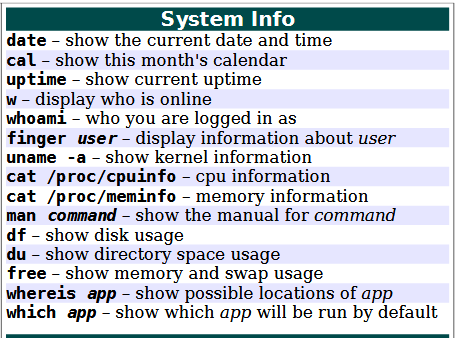 System Info
date – show the current date and time
cal – show this month's calendar
uptime – show current uptime
w – display who is online
whoami – who you are logged in as
finger user – display information about user
uname -a – show kernel information
cat /proc/cpuinfo – cpu information
cat /proc/meminfo – memory information
man command – show the manual for command
df – show disk usage
du – show directory space usage
free – show memory and swap usage
whereis app – show possible locations of app
which app – show which app will be run by default